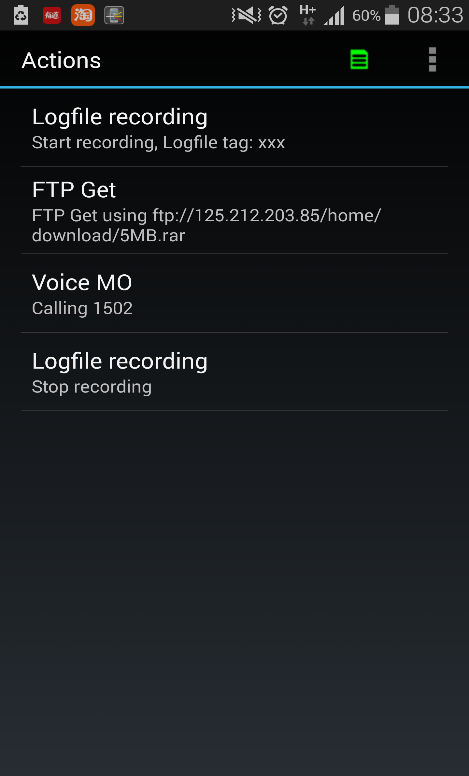 淘
H+
60%
08:33
Actions
Logfile recording
Start recording, Logfile tag: xxx
FTP Get
FTP Get using ftp://125.212.203.85/home/
download/5MB.rar
Voice MO
Calling 1502
Logfile recording
Stop recording